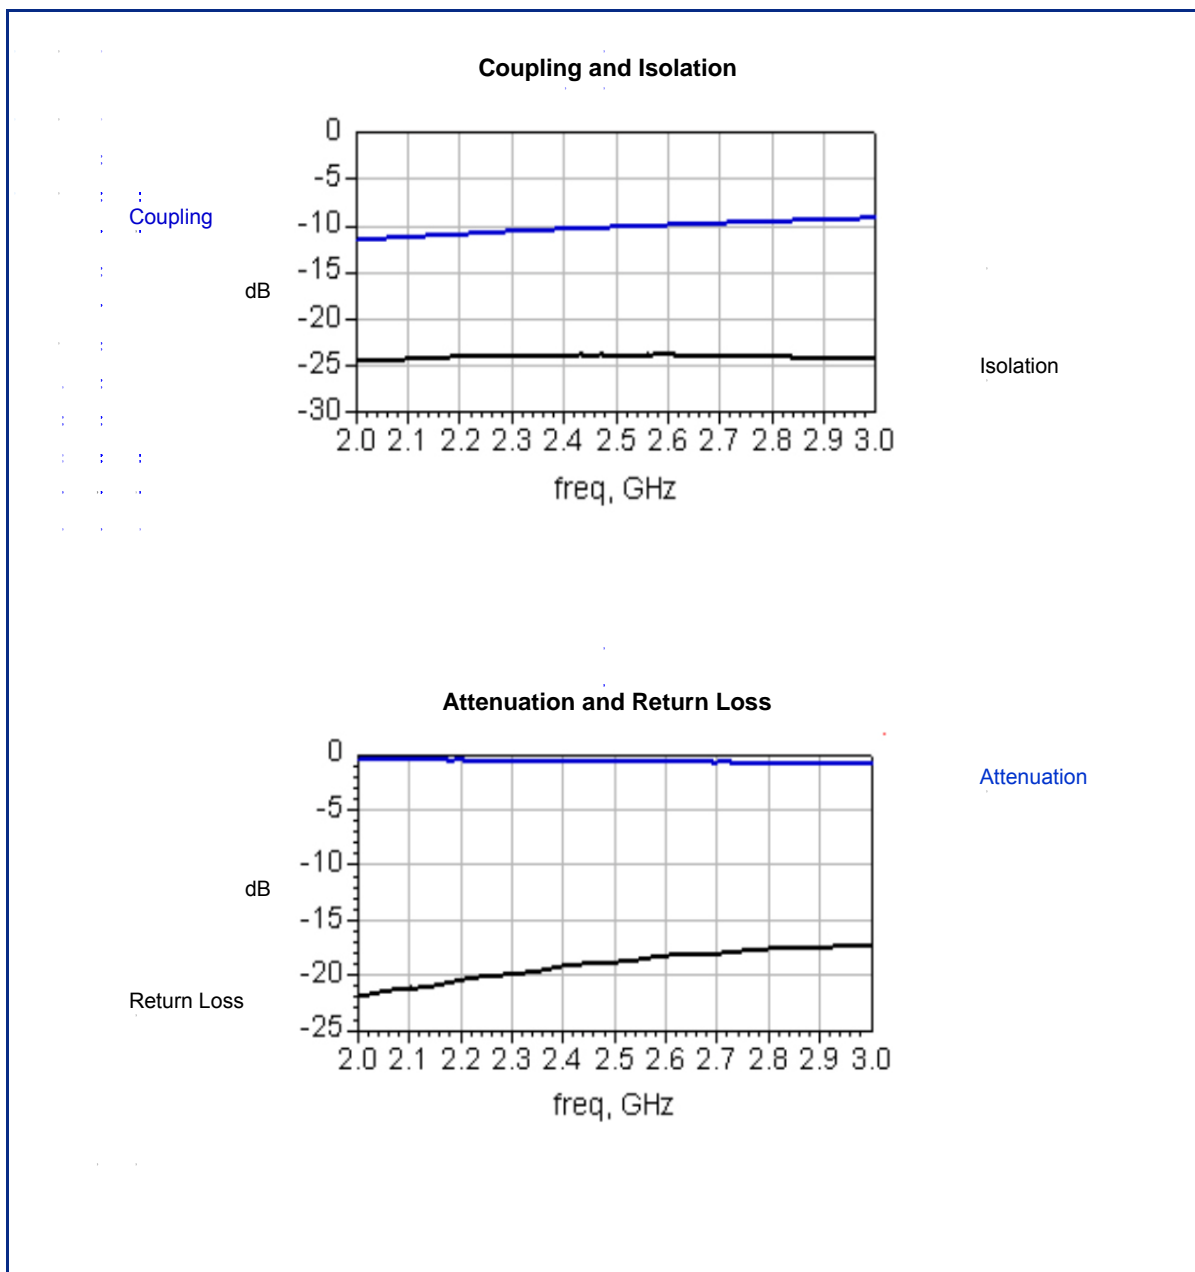 Coupling and Isolation
0
-5
Coupling
-10
-15
dB
-20
Isolation
-25
-30
2.0 2.1 2.2 2.3 2.4 2.5 2.6 2.7 2.8 2.9 3.0
freq, GHz
Attenuation and Return Loss
0
Attenuation
-5
-10
dB
-15
-20
Return Loss
-25
2.0 2.1 2.2 2.3 2.4 2.5 2.6 2.7 2.8 2.9 3.0
freq, GHz